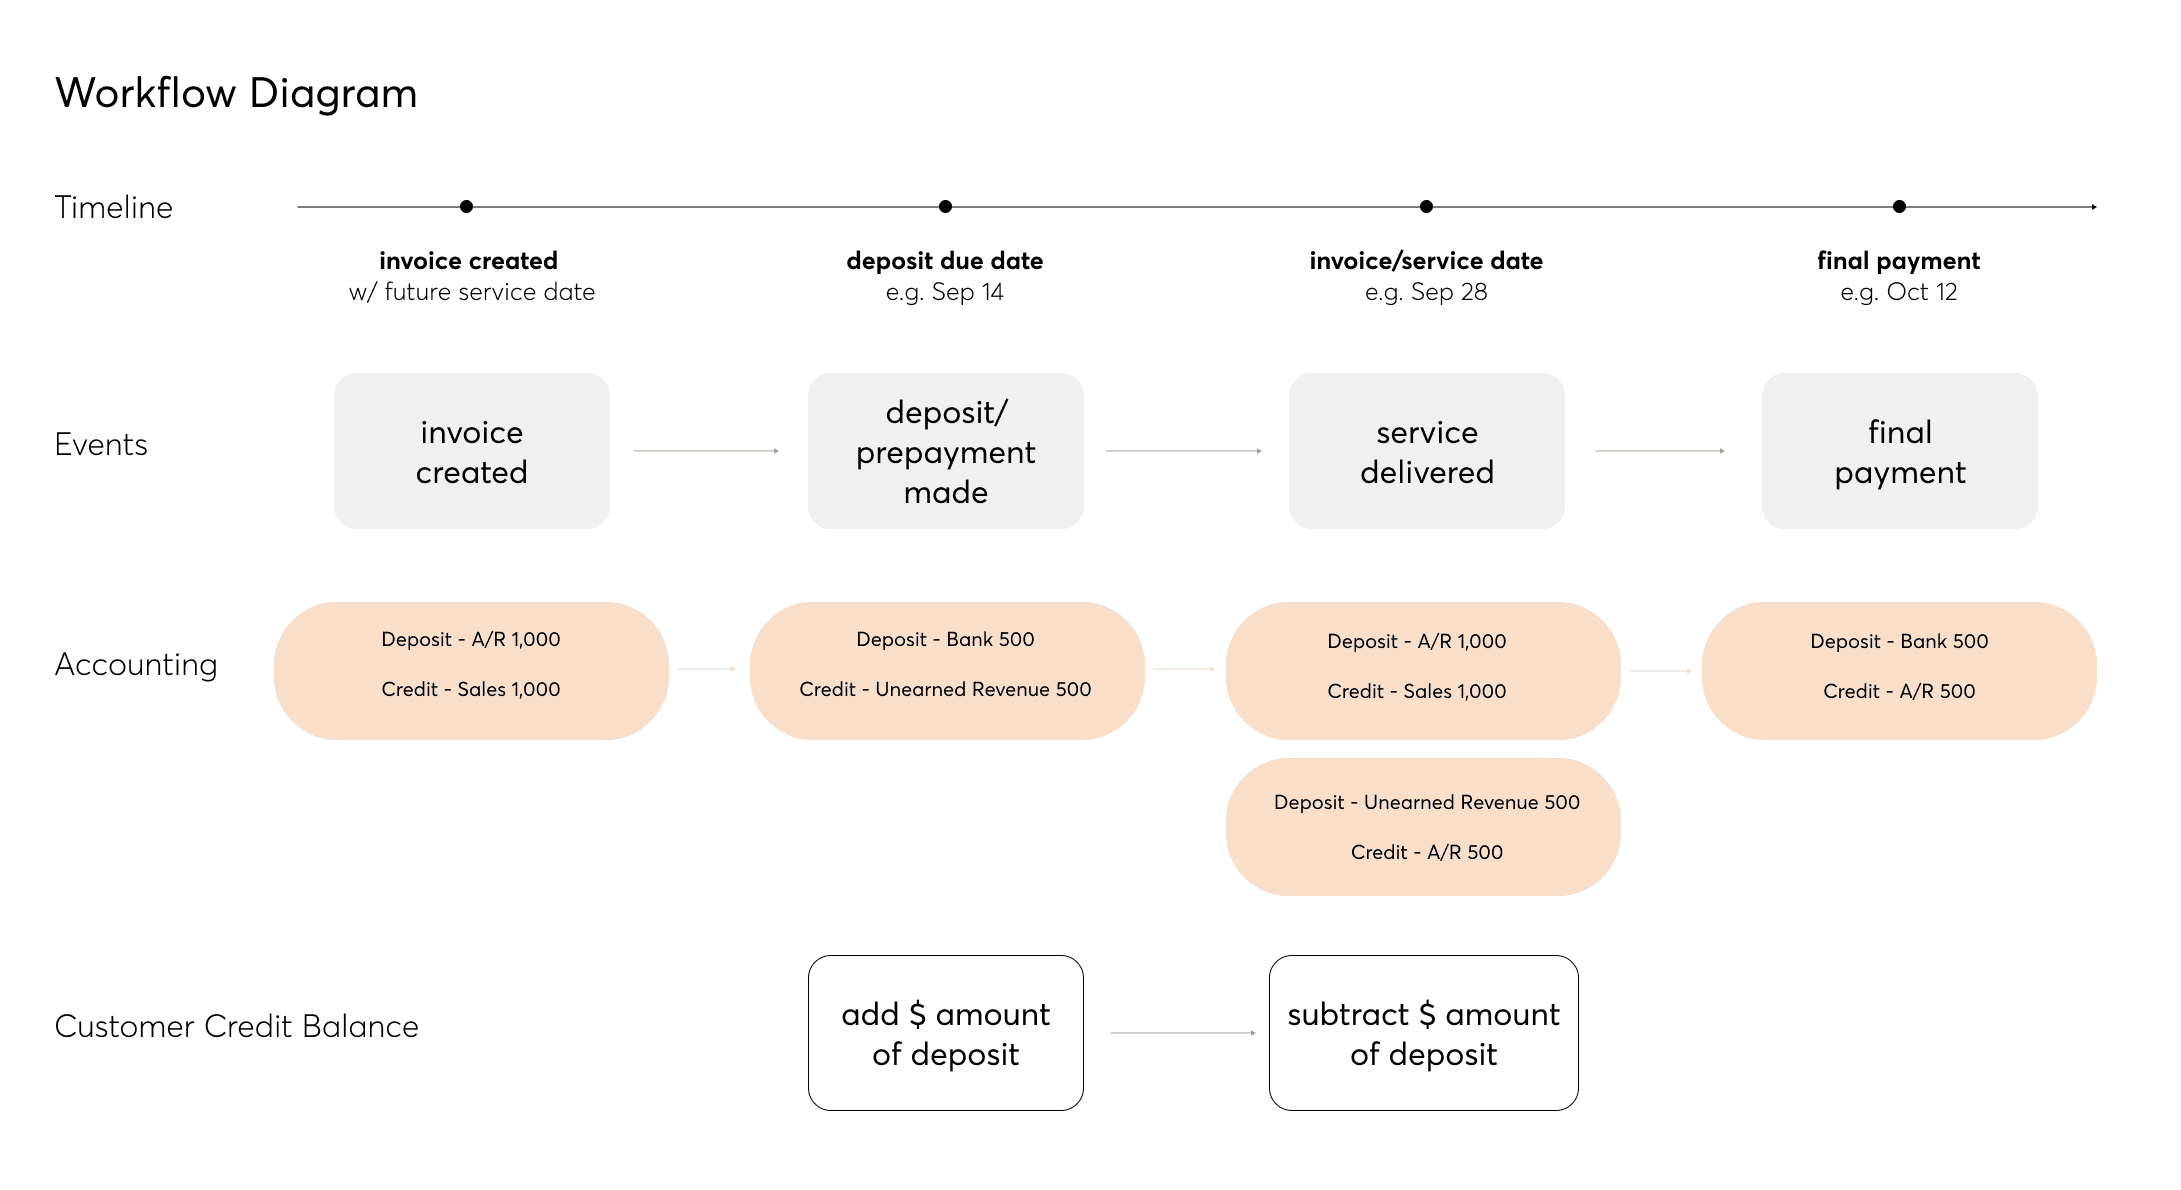 Workflow Diagram
Timeline
invoice created
w/ future service date
deposit due date
e.g. Sep 14
invoice/service date
e.g. Sep 28
final payment
e.g. Oct 12
Events
invoice
created
deposit/
prepayment
made
service
delivered
final
payment
Accounting
Deposit - A/R 1,000
Credit - Sales 1,000
Deposit - Bank 500
Credit - Unearned Revenue 500
Deposit - A/R 1,000
Credit - Sales 1,000
Deposit - Unearned Revenue 500
Credit - A/R 500
Deposit - Bank 500
Credit - A/R 500
Customer Credit Balance
add $ amount
of deposit
subtract $ amount
of deposit